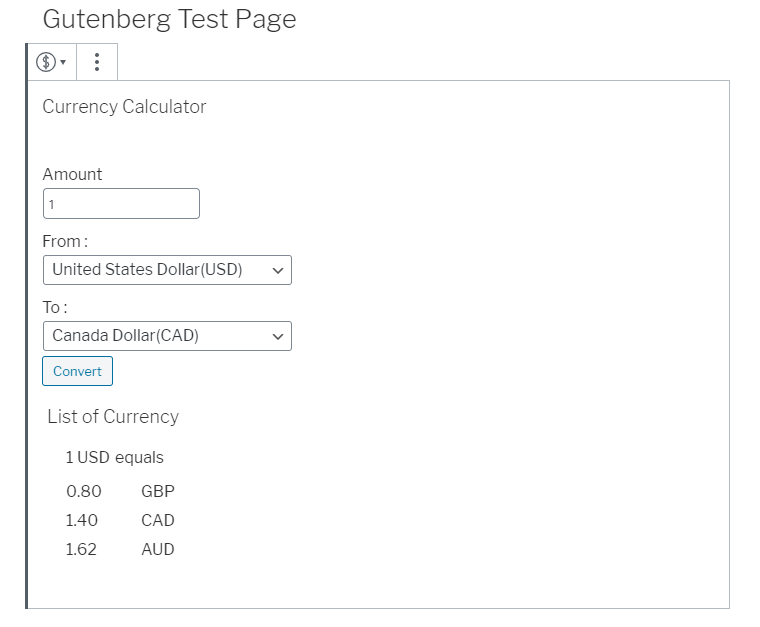 Gutenberg Test Page
Currency Calculator
Amount
1
From :
United States Dollar(USD)
To :
Canada Dollar(CAD)
Convert
List of Currency
1 USD equals
0.80 GBP
1.40 CAD
1.62 AUD